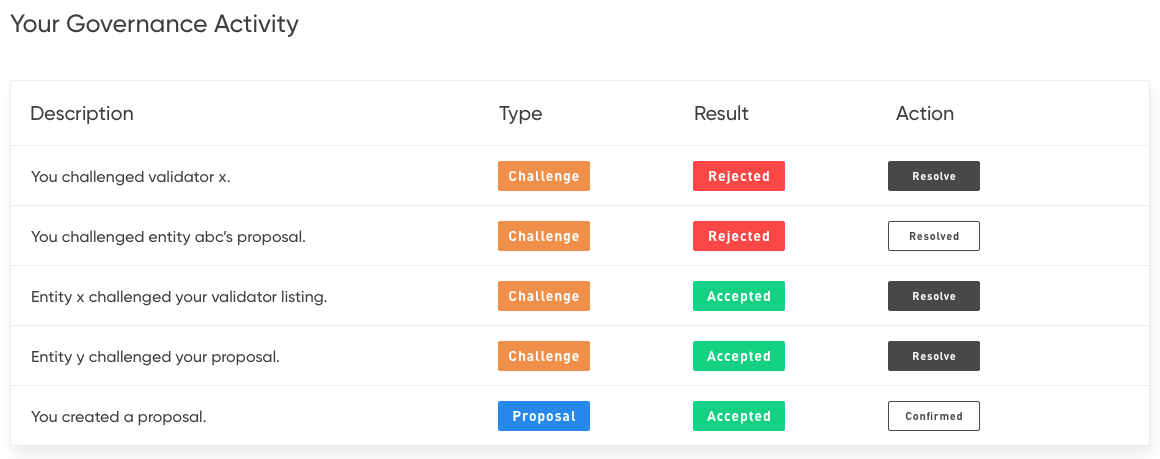 Your Governance Activity
Description Type Result Action
You challenged validator x. Challenge Rejected Resolve
You challenged entity abc’s proposal. Challenge Rejected Resolved
Entity x challenged your validator listing. Challenge Accepted Resolve
Entity y challenged your proposal. Challenge Accepted Resolve
You created a proposal. Proposal Accepted Confirmed